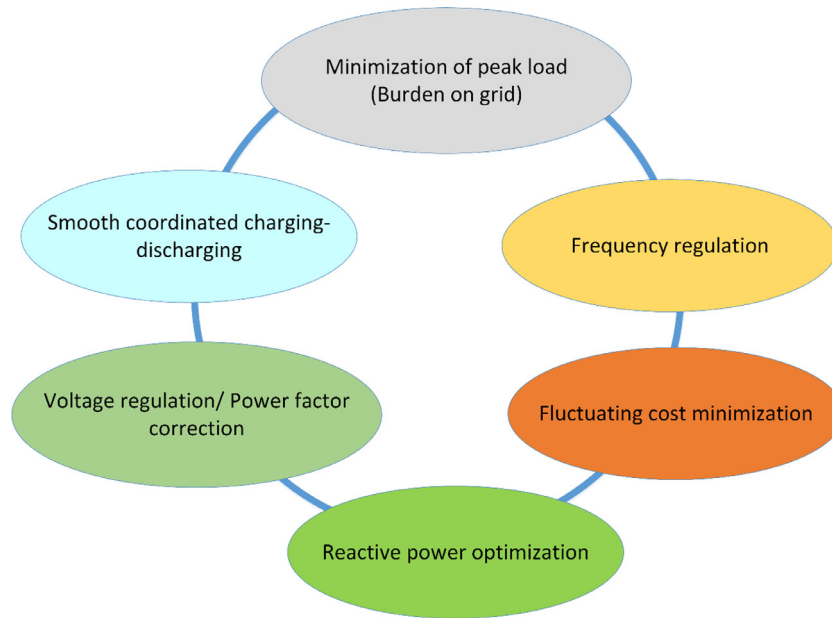 Minimization of peak load
(Burden on grid)
Smooth coordinated charging-
discharging
Frequency regulation
Voltage regulation/ Power factor
correction
Fluctuating cost minimization
Reactive power optimization